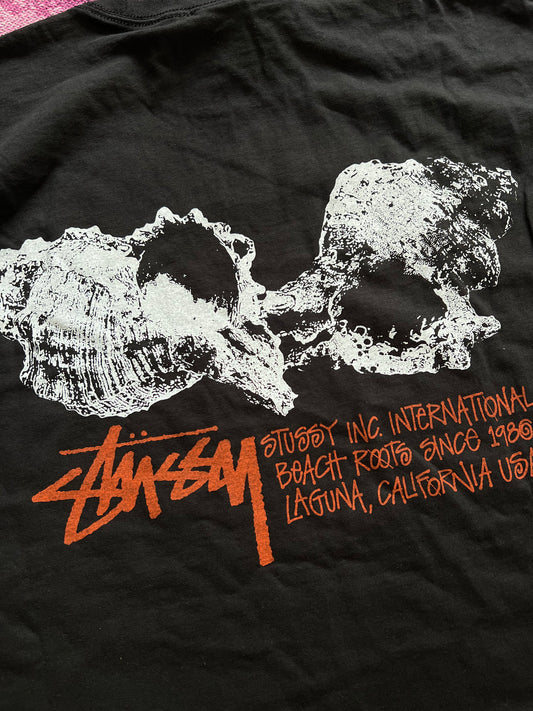 STÜSSY
STUSSY INC. INTERNATIONAL
BEACH ROOTS SINCE 1980
LAGUNA, CALIFORNIA USA